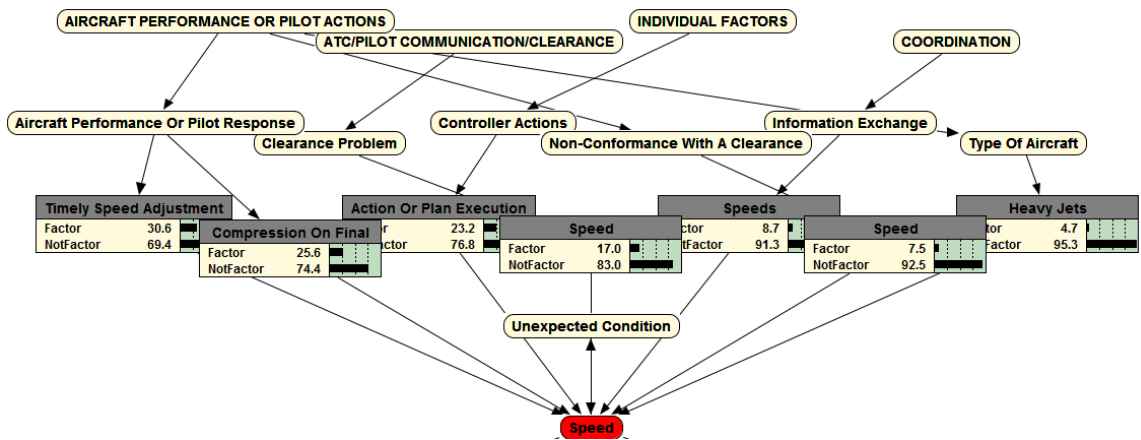 AIRCRAFT PERFORMANCE OR PILOT ACTIONS
INDIVIDUAL FACTORS
ATC/PILOT COMMUNICATION/CLEARANCE
COORDINATION
Aircraft Performance Or Pilot Response
Controller Actions
Information Exchange
Clearance Problem
Non-Conformance With A Clearance
Type Of Aircraft
Timely Speed Adjustment
Factor 30.6
NotFactor 69.4
Compression On Final
Factor 25.6
NotFactor 74.4
Action Or Plan Execution
23.2
76.8
Speed
Factor 17.0
NotFactor 83.0
Speeds
Factor 8.7
NotFactor 91.3
Speed
Factor 7.5
NotFactor 92.5
Heavy Jets
4.7
95.3
Unexpected Condition
Speed